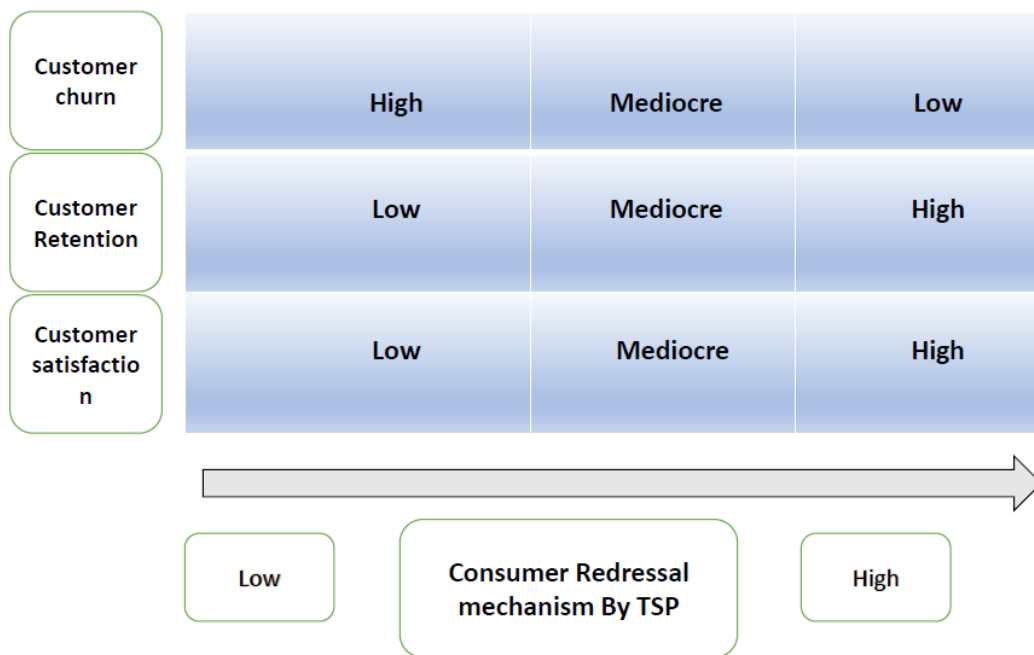 Customer
churn
High Mediocre Low
Customer
Retention
Low Mediocre High
Customer
satisfactio
n
Low Mediocre High
Low
Consumer Redressal
mechanism By TSP
High